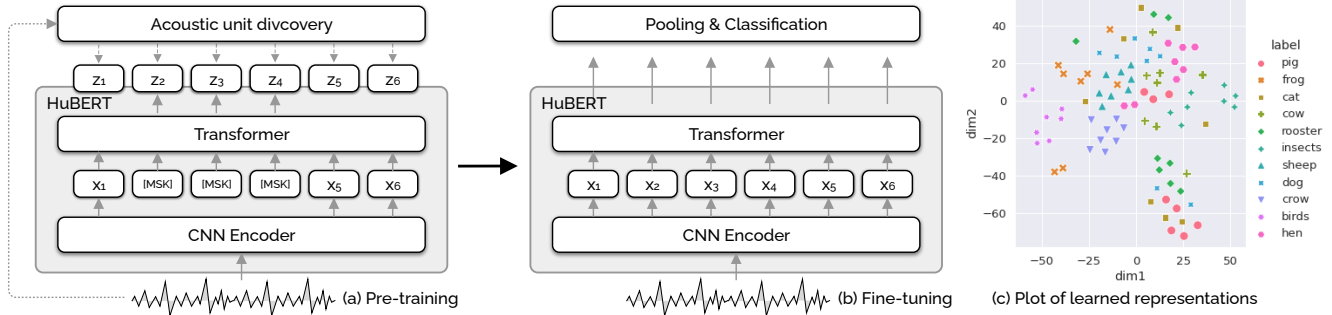 Acoustic unit divcovery
Z1 Z2 Z3 Z4 Z5 Z6
HuBERT
Transformer
X1 [MSK] [MSK] [MSK] X5 X6
CNN Encoder
(a) Pre-training
Pooling & Classification
HuBERT
Transformer
X1 X2 X3 X4 X5 X6
CNN Encoder
(b) Fine-tuning
40
20
0
−20
−40
−60
dim2
−50 −25 0 25 50
dim1
label
pig
frog
cat
cow
rooster
insects
sheep
dog
crow
birds
hen
(c) Plot of learned representations